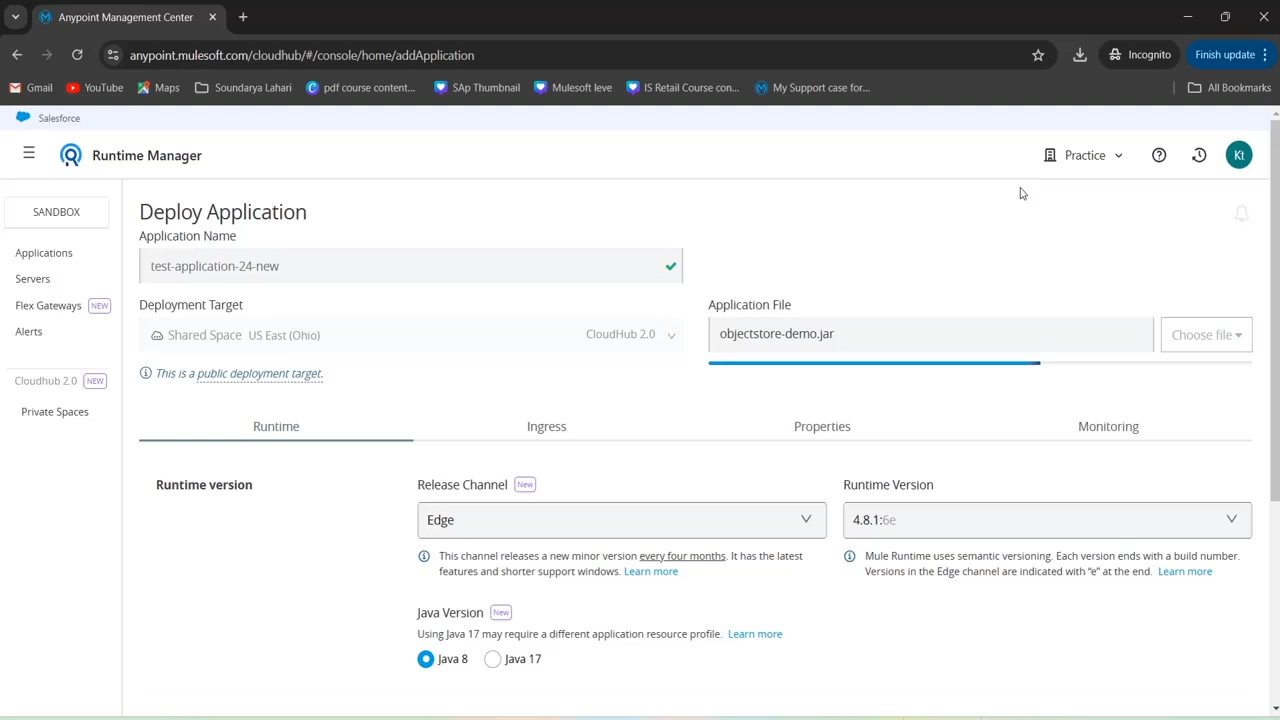 Anypoint Management Center
anypoint.mulesoft.com/cloudhub/#/console/home/addApplication
Incognito
Finish update
Gmail
YouTube
Maps
Soundarya Lahari
pdf course content...
SAp Thumbnail
Mulesoft leve
IS Retail Course con...
My Support case for...
All Bookmarks
Salesforce
Runtime Manager
Practice
Kt
SANDBOX
Applications
Servers
Flex Gateways NEW
Alerts
Cloudhub 2.0 NEW
Private Spaces
Deploy Application
Application Name
test-application-24-new
Deployment Target
Shared Space US East (Ohio) CloudHub 2.0
This is a public deployment target.
Application File
objectstore-demo.jar
Choose file
Runtime
Ingress
Properties
Monitoring
Runtime version
Release Channel New
Edge
This channel releases a new minor version every four months. It has the latest
features and shorter support windows. Learn more
Runtime Version
4.8.1:6e
Mule Runtime uses semantic versioning. Each version ends with a build number.
Versions in the Edge channel are indicated with “e” at the end. Learn more
Java Version New
Using Java 17 may require a different application resource profile. Learn more
Java 8
Java 17